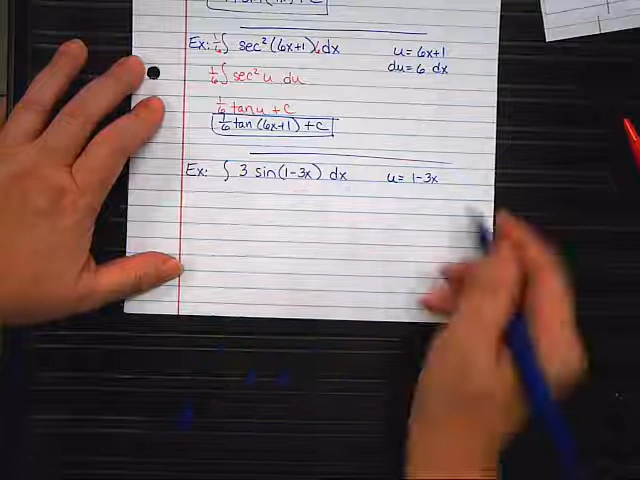 Ex: 1/6 ∫ sec²(6x+1) 6 dx u = 6x+1
du = 6 dx
1/6 ∫ sec² u du
1/6 tan u + C
1/6 tan (6x+1) + C
Ex: ∫ 3 sin(1-3x) dx u = 1-3x